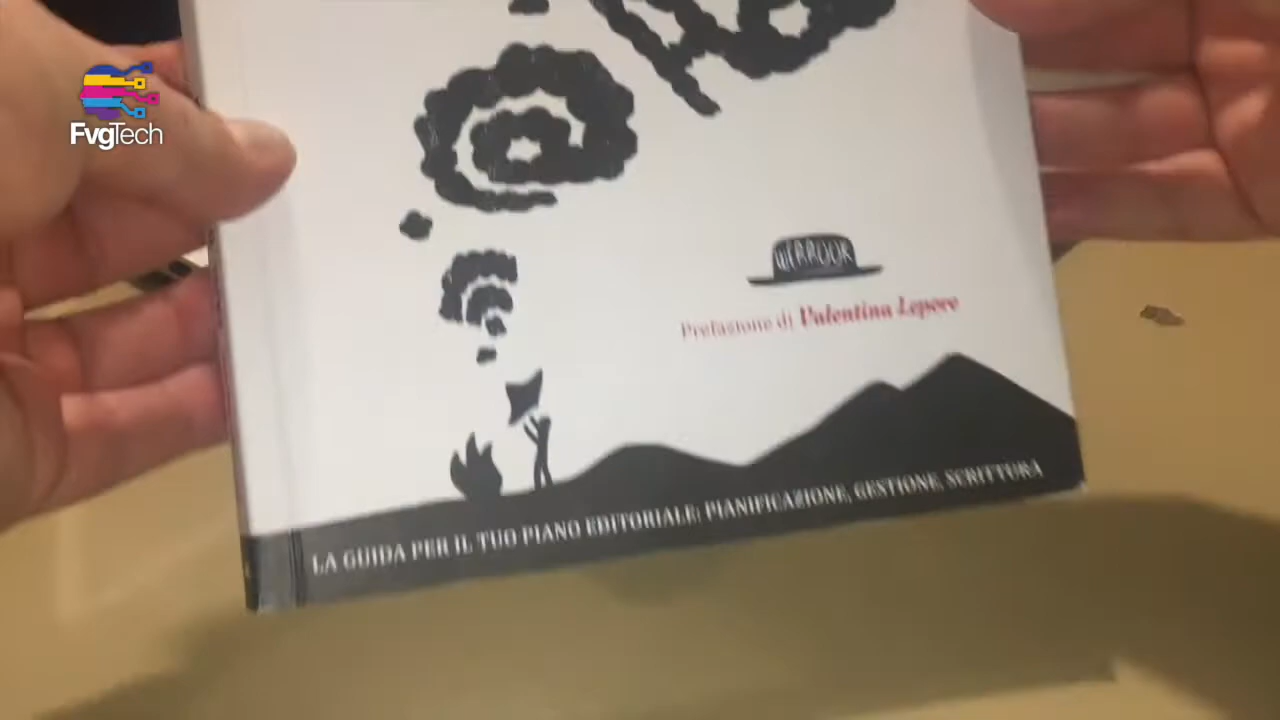 FvgTech
WEBBOOK
Prefazione di Valentina Lepore
LA GUIDA PER IL TUO PIANO EDITORIALE: PIANIFICAZIONE, GESTIONE, SCRITTURA